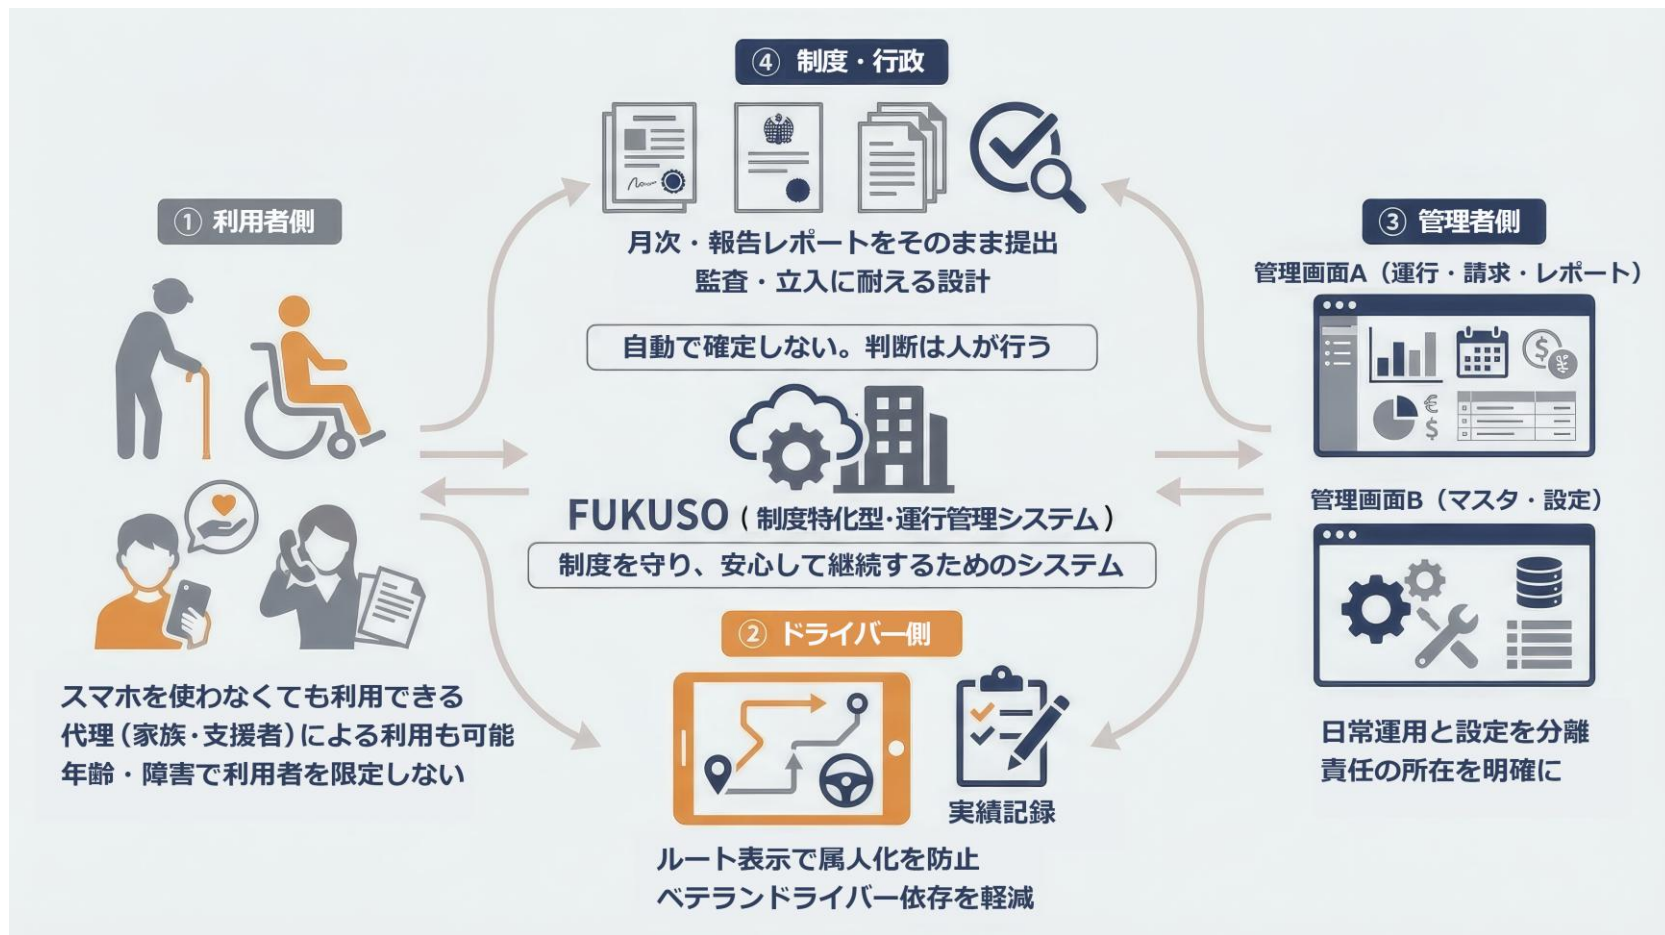 ④ 制度・行政
月次・報告レポートをそのまま提出
監査・立入に耐える設計
① 利用者側
スマホを使わなくても利用できる
代理（家族・支援者）による利用も可能
年齢・障害で利用者を限定しない
自動で確定しない。判断は人が行う
FUKUSO（制度特化型・運行管理システム）
制度を守り、安心して継続するためのシステム
② ドライバー側
実績記録
ルート表示で属人化を防止
ベテランドライバー依存を軽減
③ 管理者側
管理画面A（運行・請求・レポート）
$ ¥
€
$
管理画面B（マスタ・設定）
日常運用と設定を分離
責任の所在を明確に